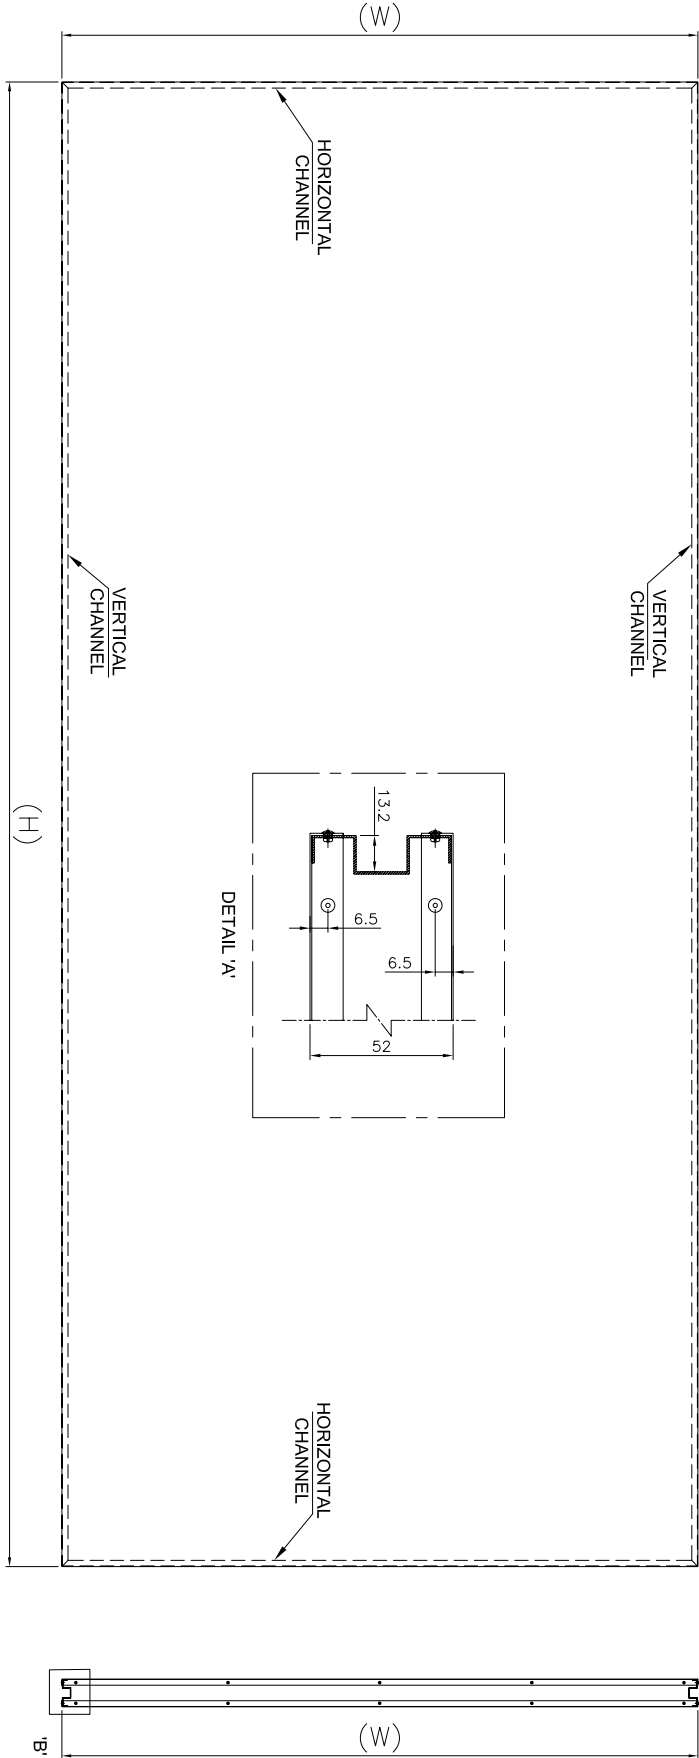 (W)
HORIZONTAL
CHANNEL
VERTICAL
CHANNEL
VERTICAL
CHANNEL
13.2
6.5
6.5
52
DETAIL 'A'
(H)
HORIZONTAL
CHANNEL
(W)
'B'